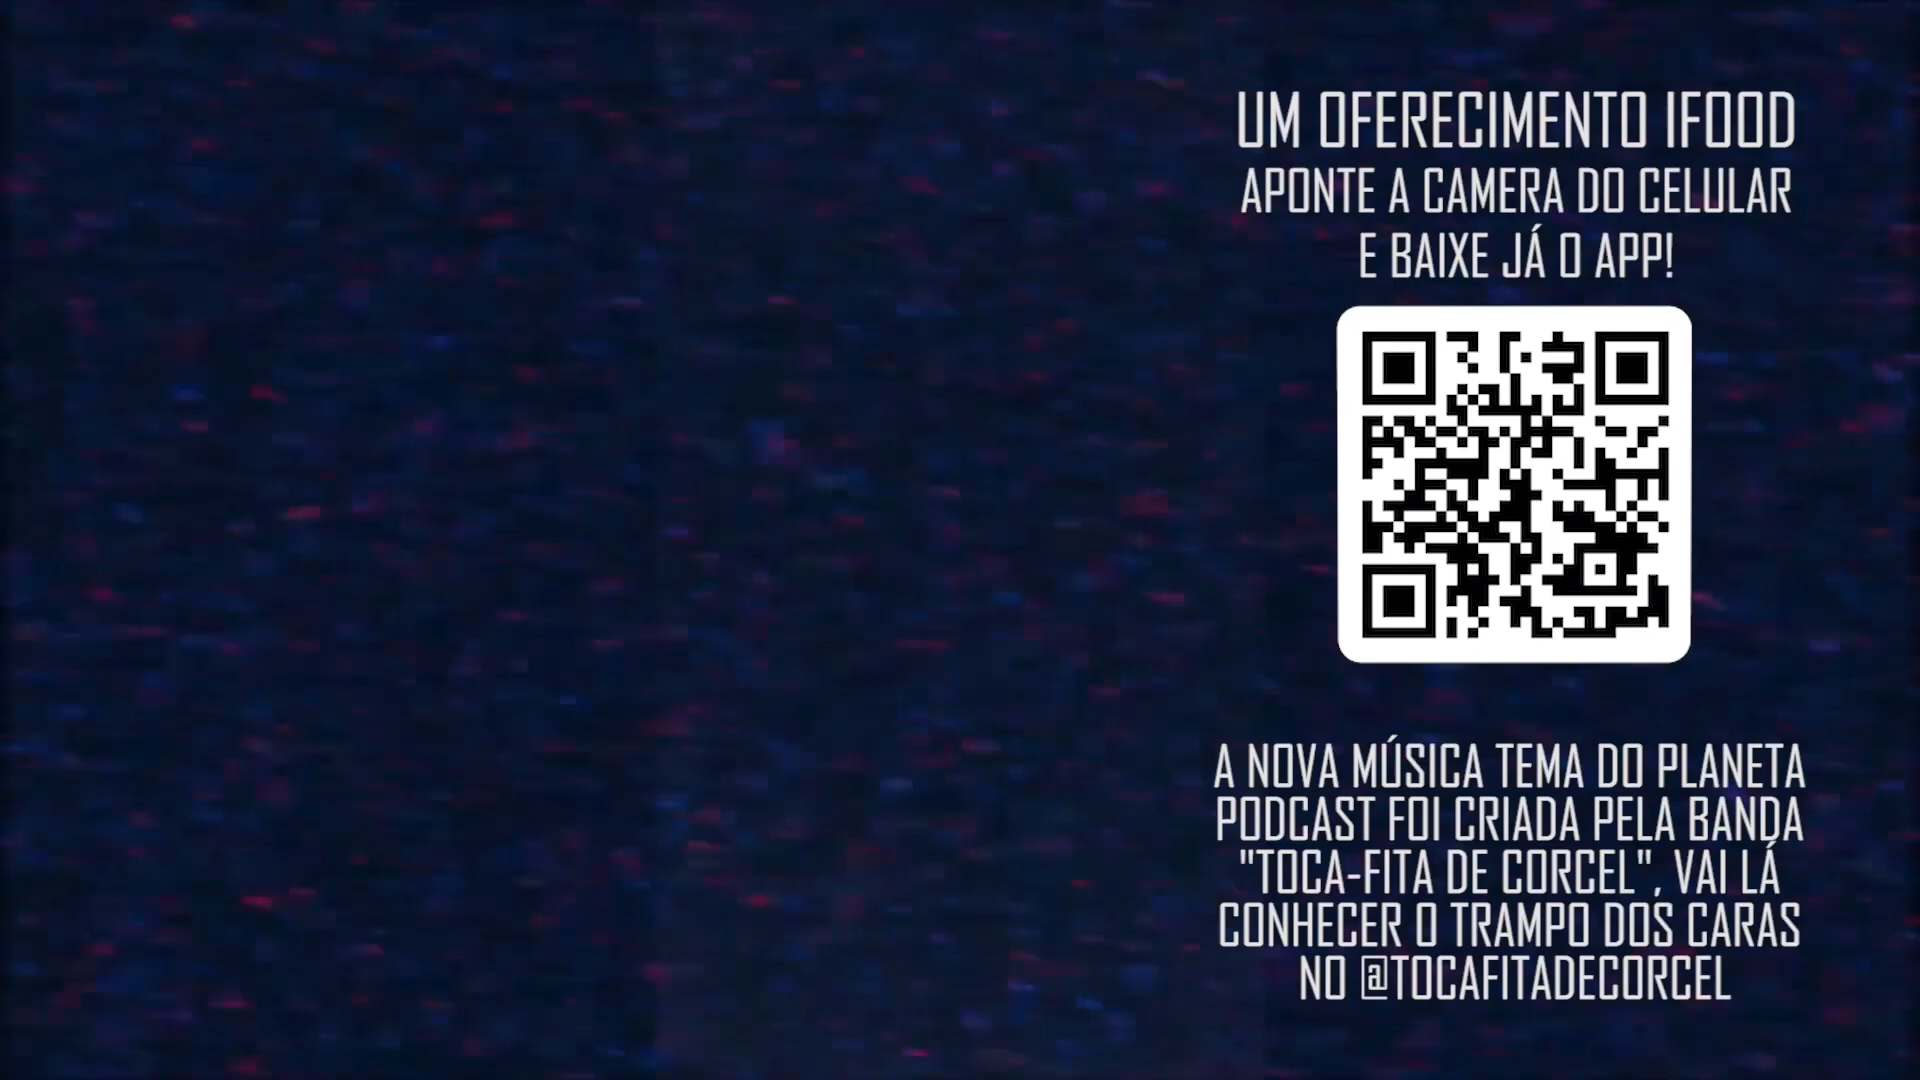 UM OFERECIMENTO IFOOD
APONTE A CAMERA DO CELULAR
E BAIXE JÁ O APP!
A NOVA MÚSICA TEMA DO PLANETA
PODCAST FOI CRIADA PELA BANDA
"TOCA-FITA DE CORCEL", VAI LÁ
CONHECER O TRAMPO DOS CARAS
NO @TOCAFITADECORCEL